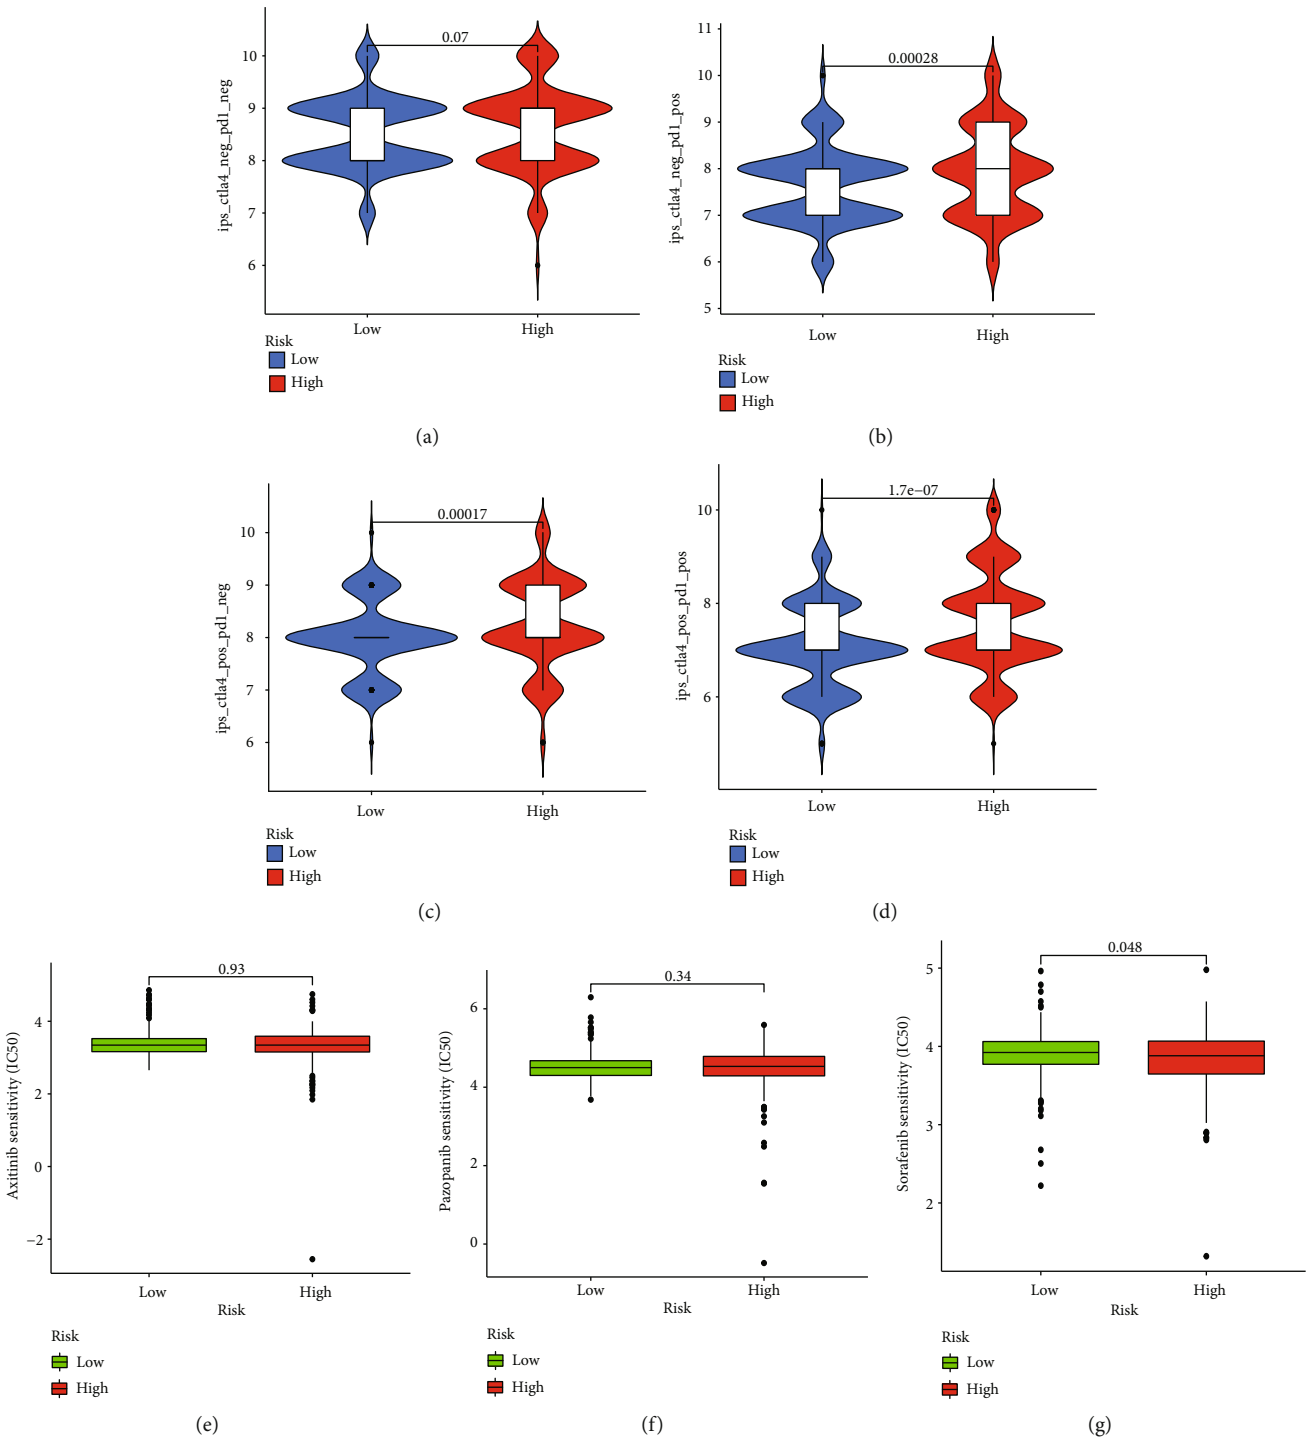 0.07
10
9
8
7
6
ips_ctla4_neg_pd1_neg
Low High
Risk
Low
High
(a)
0.00028
11
10
9
8
7
6
5
ips_ctla4_neg_pd1_pos
Low High
Risk
Low
High
(b)
0.00017
10
9
8
7
6
ips_ctla4_pos_pd1_neg
Low High
Risk
Low
High
(c)
1.7e−07
10
8
6
ips_ctla4_pos_pd1_pos
Low High
Risk
Low
High
(d)
0.93
4
2
0
−2
Axitinib sensitivity (IC50)
Low High
Risk
Risk
Low
High
(e)
0.34
6
4
2
0
Pazopanib sensitivity (IC50)
Low High
Risk
Risk
Low
High
(f)
0.048
5
4
3
2
Sorafenib sensitivity (IC50)
Low High
Risk
Risk
Low
High
(g)